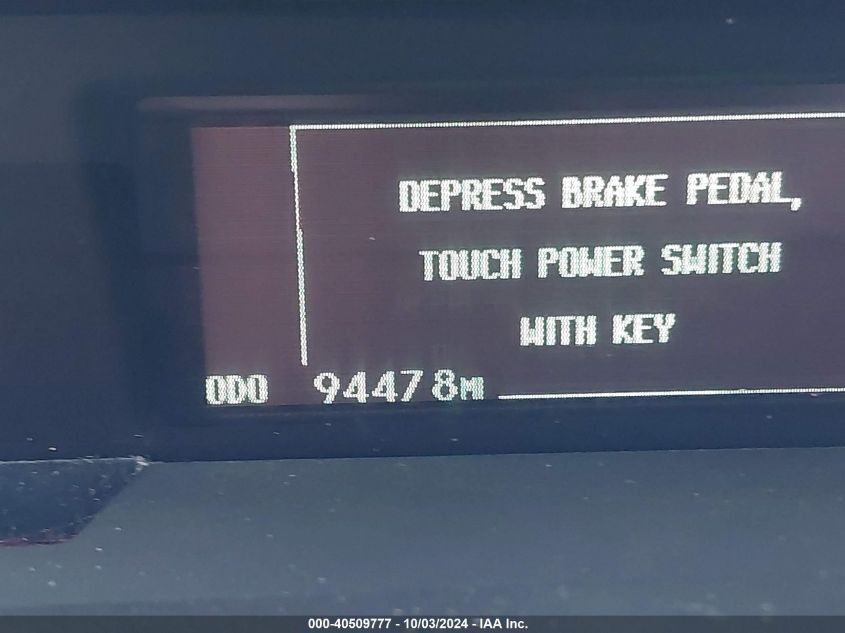 DEPRESS BRAKE PEDAL,
TOUCH POWER SWITCH
WITH KEY
ODO 94478MI
000-40509777 - 10/03/2024 - IAA Inc.